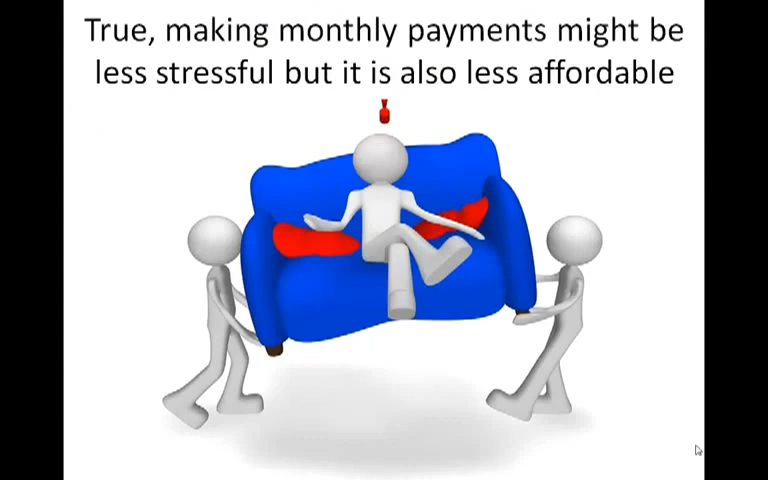 True, making monthly payments might be
less stressful but it is also less affordable